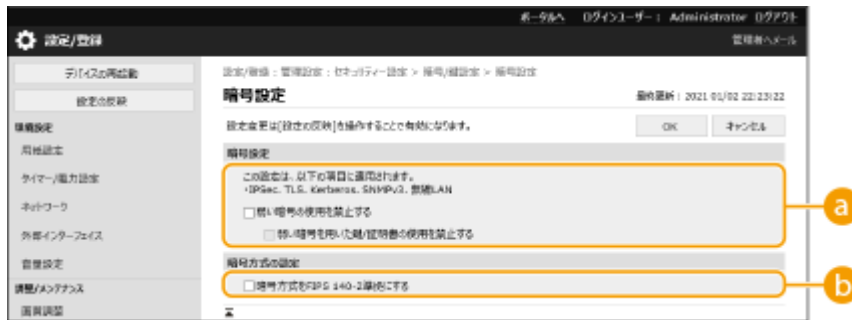 ポータルへ ログインユーザー： Administrator ログアウト
設定/登録
管理者へメール
デバイスの再起動
設定/登録 : 管理設定 : セキュリティー設定 > 暗号/鍵設定 > 暗号設定
設定の反映
暗号設定
最終更新 : 2021 01/02 22:23:22
環境設定
設定変更は[設定の反映]を操作することで有効になります。
OK キャンセル
用紙設定
暗号設定
タイマー/電力設定
この設定は、以下の項目に適用されます。
・IPSec、TLS、Kerberos、SNMPv3、無線LAN
ネットワーク
弱い暗号の使用を禁止する
a
外部インターフェイス
弱い暗号を用いた鍵/証明書の使用を禁止する
音量設定
暗号方式の設定
調整/メンテナンス
暗号方式をFIPS 140-2準拠にする
b
画質調整